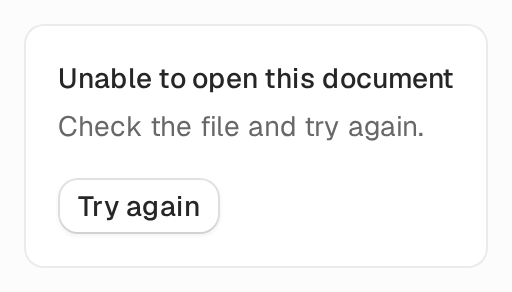 Unable to open this document
Check the file and try again.
Try again